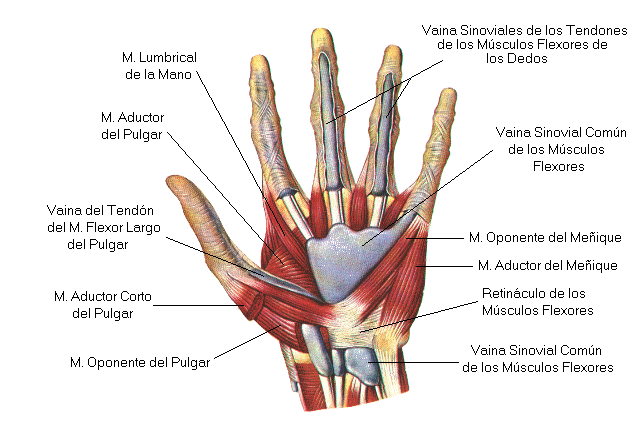 Vaina Sinoviales de los Tendones
de los Músculos Flexores de
los Dedos
M. Lumbrical
de la Mano
M. Aductor
del Pulgar
Vaina Sinovial Común
de los Músculos
Flexores
Vaina del Tendón
del M. Flexor Largo
del Pulgar
M. Oponente del Meñique
M. Aductor del Meñique
M. Aductor Corto
del Pulgar
Retináculo de los
Músculos Flexores
M. Oponente del Pulgar
Vaina Sinovial Común
de los Músculos Flexores